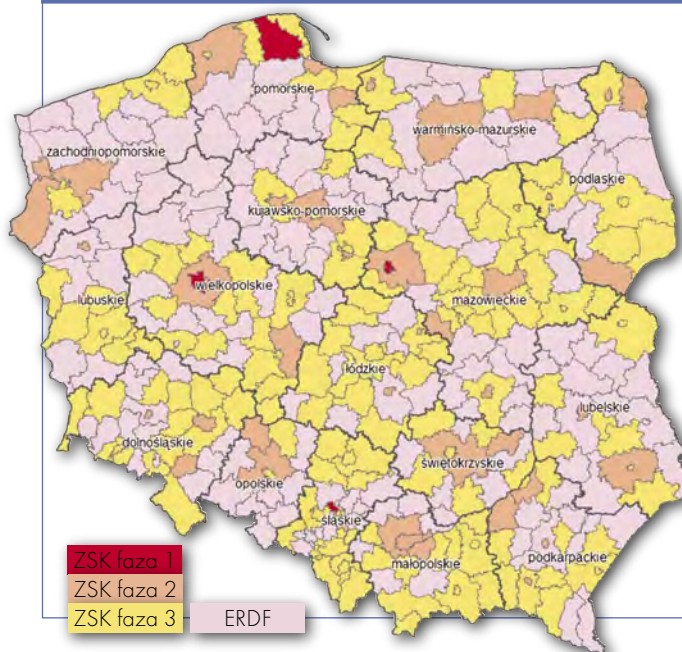 pomorskie
warmińsko-mazurskie
zachodniopomorskie
podlaskie
kujawsko-pomorskie
wielkopolskie
mazowieckie
lubuskie
łódzkie
lubelskie
dolnośląskie
świętokrzyskie
opolskie
śląskie
podkarpackie
małopolskie
ZSK faza 1
ZSK faza 2
ZSK faza 3 ERDF